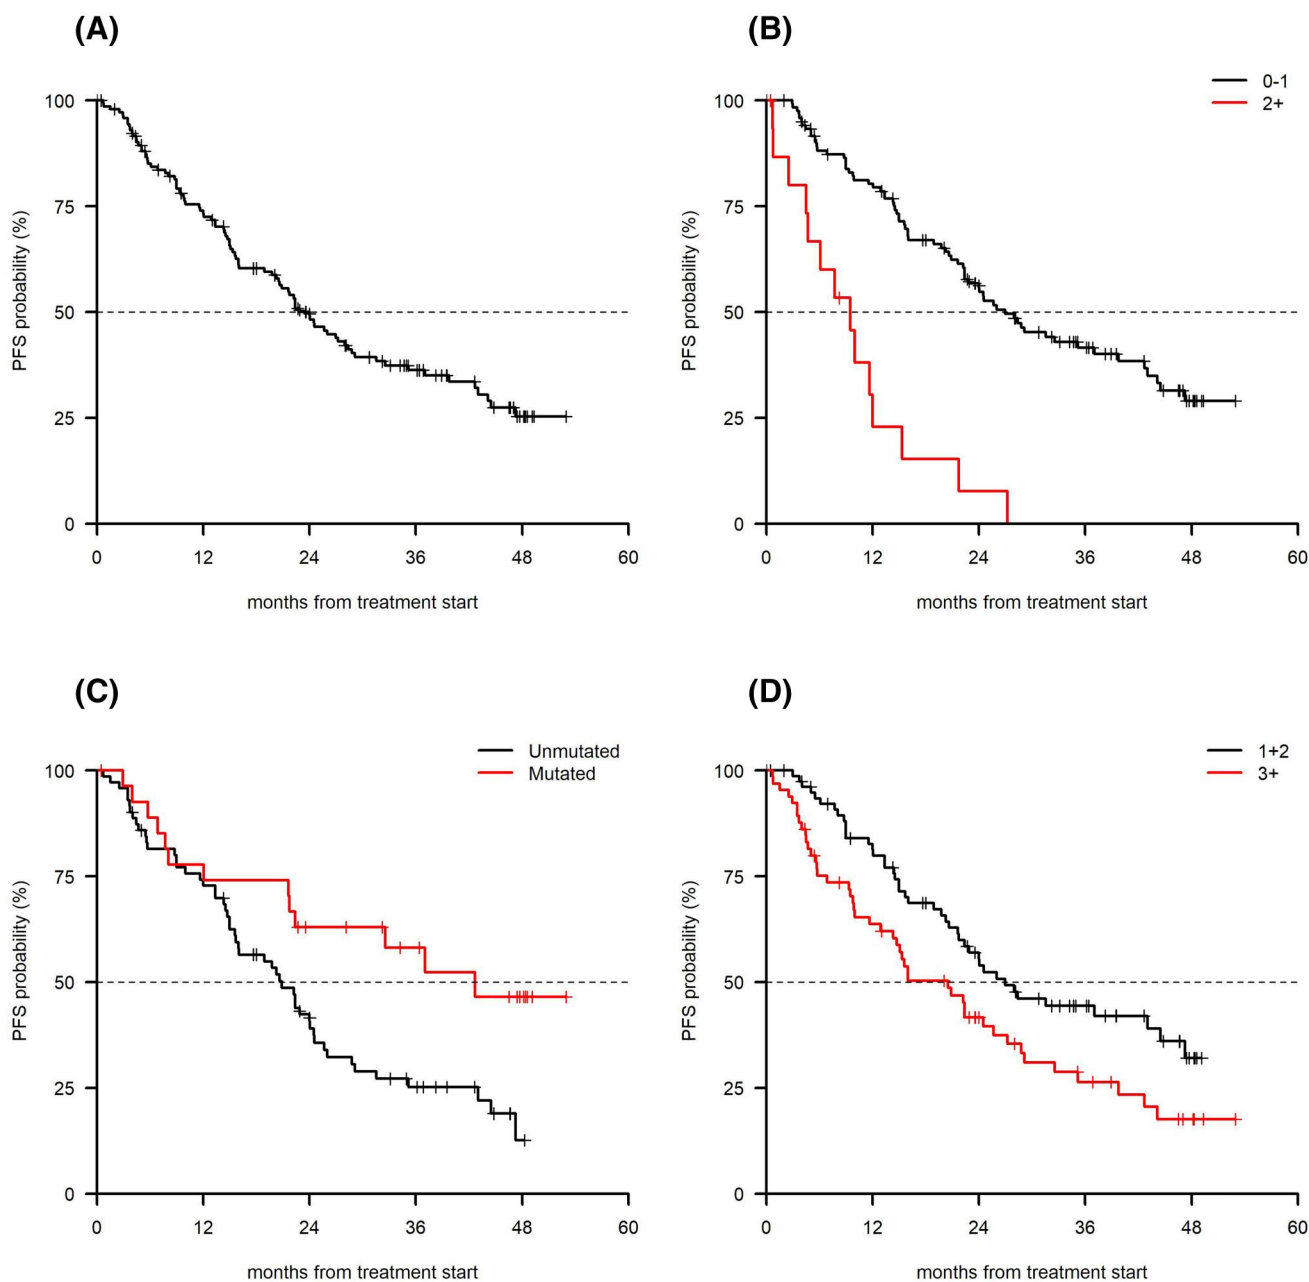 (A)
PFS probability (%)
100
75
50
25
0
0 12 24 36 48 60
months from treatment start
(B)
0-1
2+
PFS probability (%)
100
75
50
25
0
0 12 24 36 48 60
months from treatment start
(C)
Unmutated
Mutated
PFS probability (%)
100
75
50
25
0
0 12 24 36 48 60
months from treatment start
(D)
1+2
3+
PFS probability (%)
100
75
50
25
0
0 12 24 36 48 60
months from treatment start